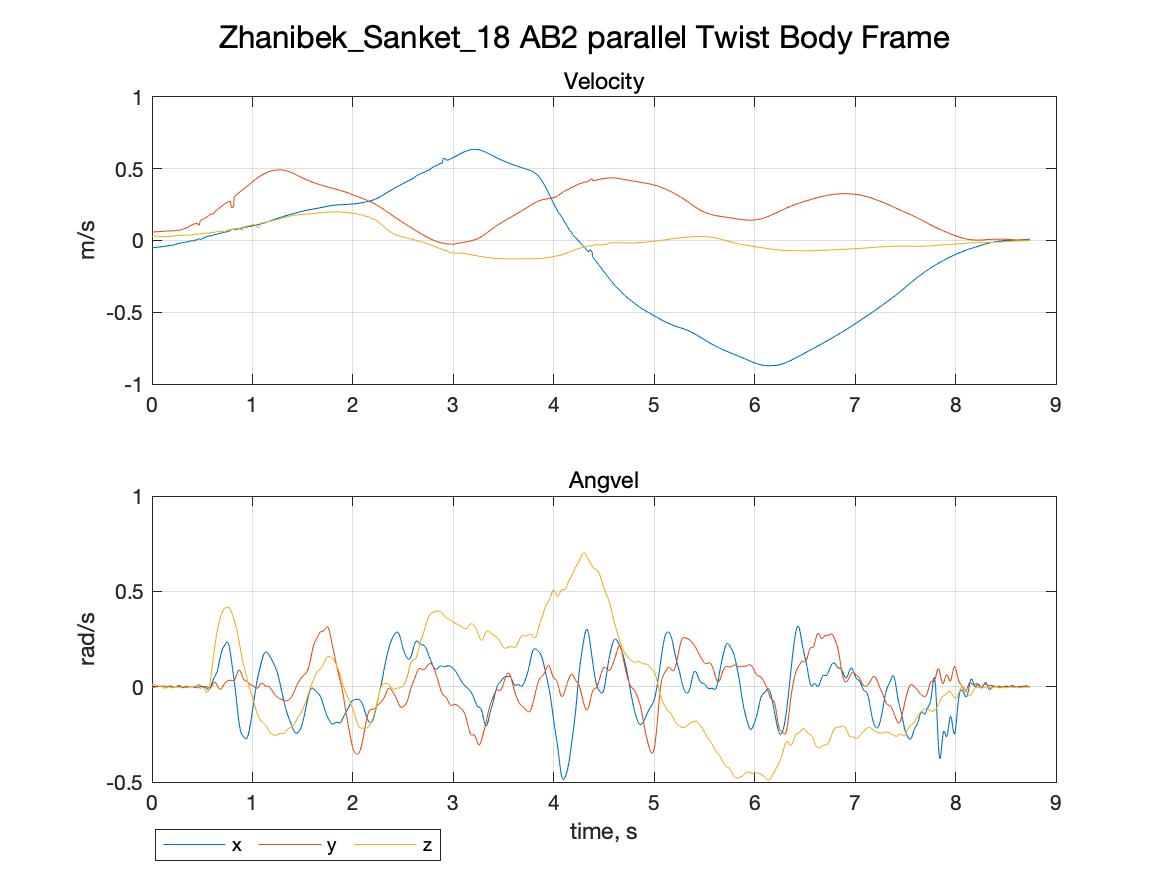 Zhanibek_Sanket_18 AB2 parallel Twist Body Frame
Velocity
1
0.5
0
-0.5
-1
m/s
0 1 2 3 4 5 6 7 8 9
Angvel
1
0.5
0
-0.5
rad/s
0 1 2 3 4 5 6 7 8 9
time, s
x y z